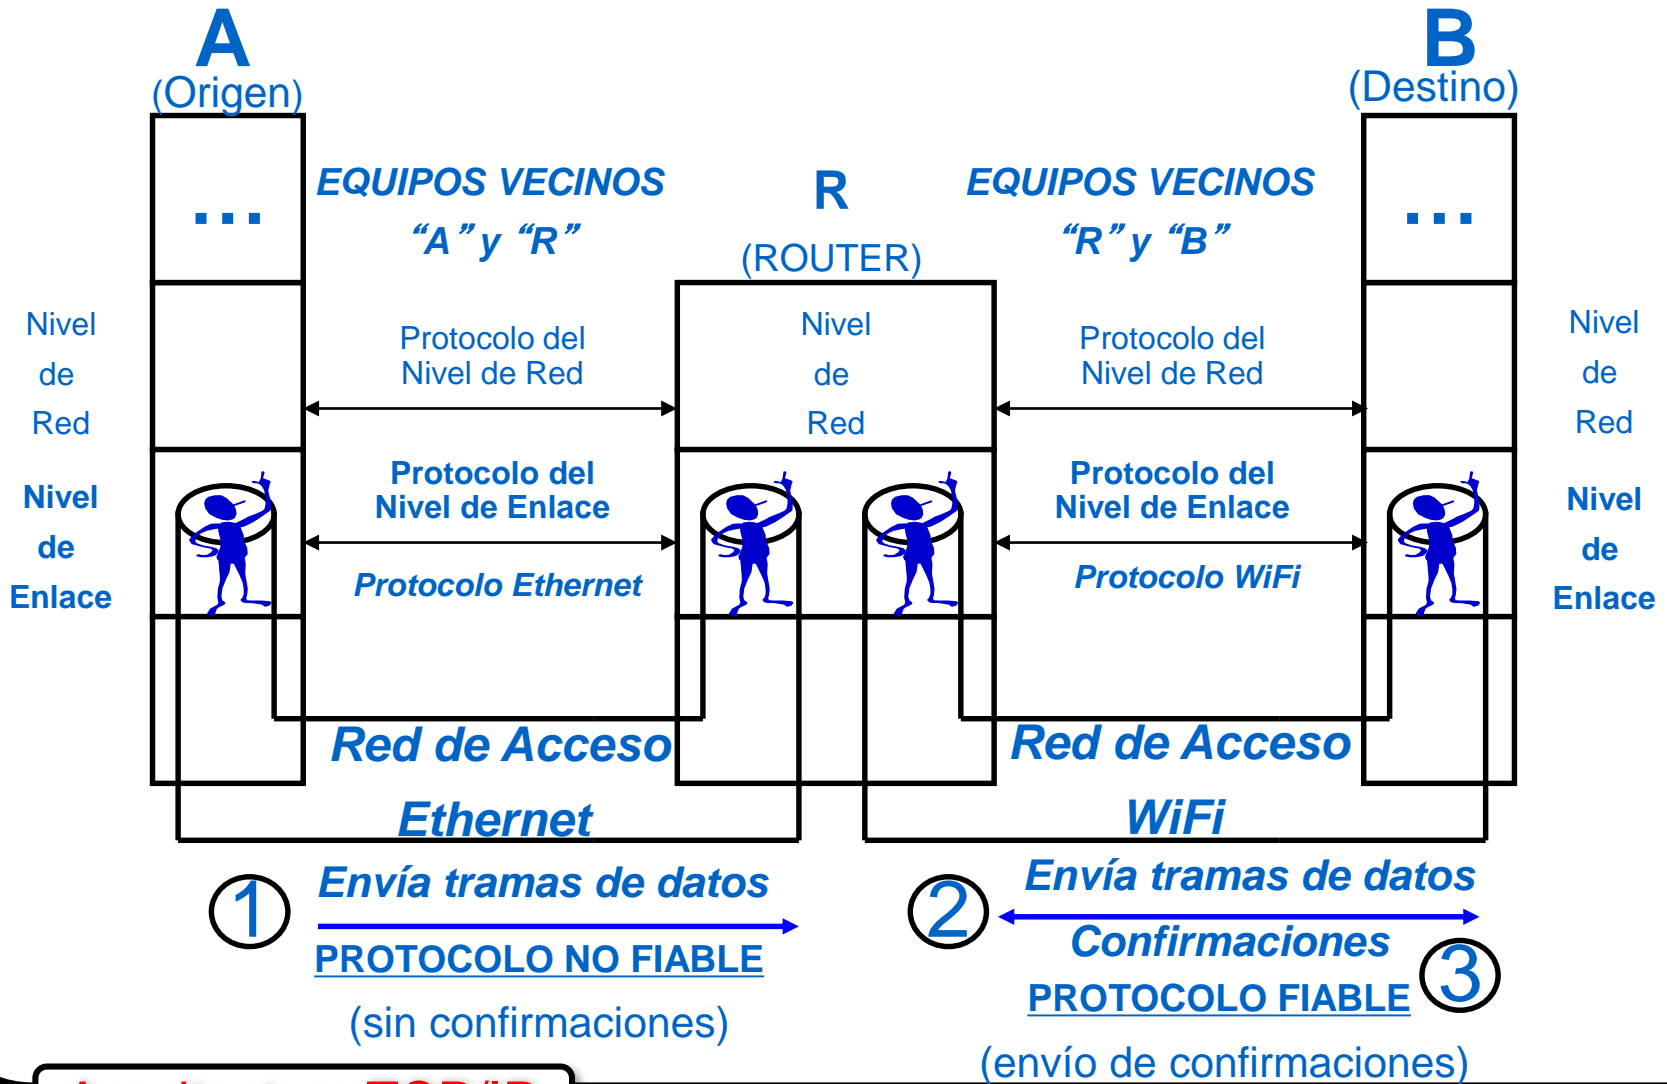 A
(Origen)
B
(Destino)
...
EQUIPOS VECINOS
“A” y “R”
R
(ROUTER)
EQUIPOS VECINOS
“R” y “B”
...
Nivel
de
Red
Protocolo del
Nivel de Red
Nivel
de
Red
Protocolo del
Nivel de Red
Nivel
de
Red
Nivel
de
Enlace
Protocolo del
Nivel de Enlace
Protocolo Ethernet
Protocolo del
Nivel de Enlace
Protocolo WiFi
Nivel
de
Enlace
Red de Acceso
Ethernet
Red de Acceso
WiFi
1
Envía tramas de datos
PROTOCOLO NO FIABLE
(sin confirmaciones)
2
Envía tramas de datos
Confirmaciones
3
PROTOCOLO FIABLE
(envío de confirmaciones)
TCP/IP